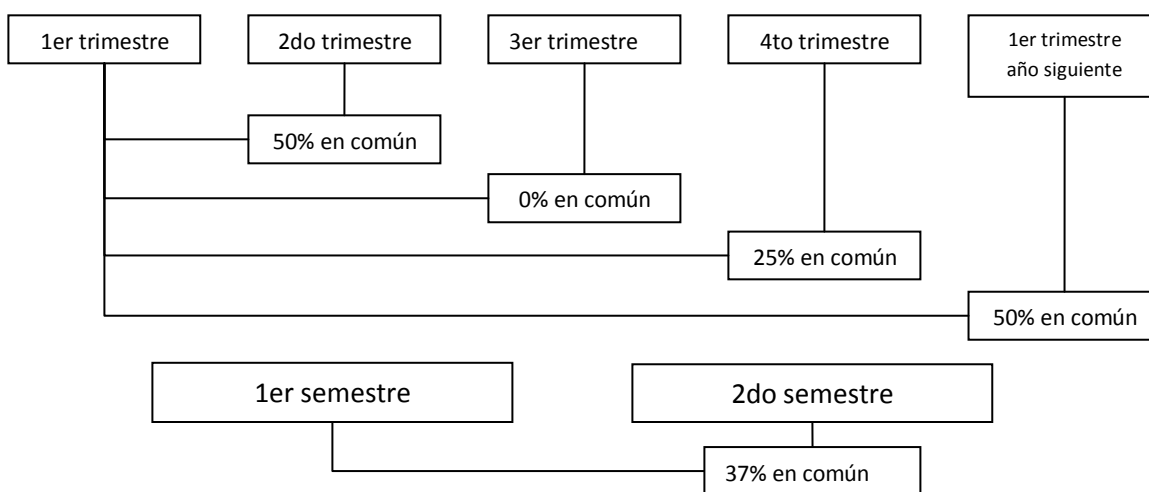 1er trimestre
2do trimestre
3er trimestre
4to trimestre
1er trimestre
año siguiente
50% en común
0% en común
25% en común
50% en común
1er semestre
2do semestre
37% en común